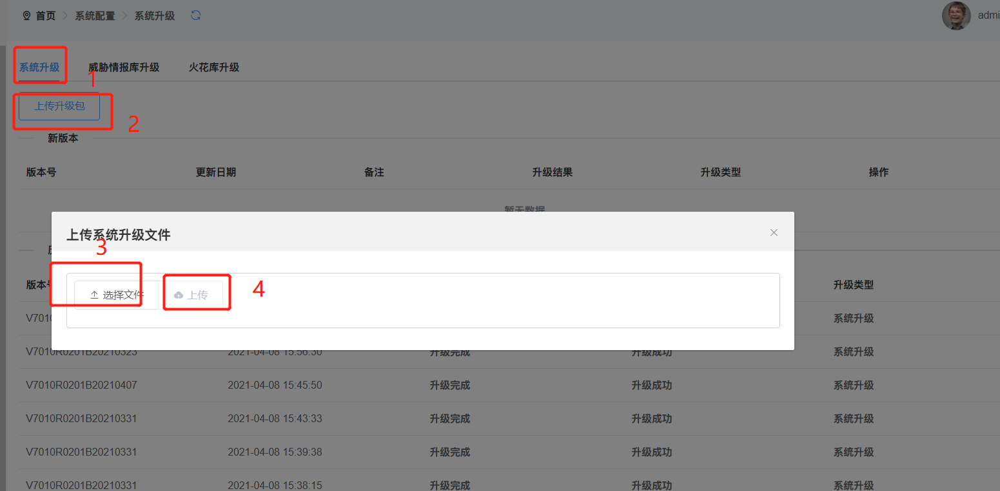 首页 系统配置 系统升级
admi
系统升级 威胁情报库升级 火花库升级
1
上传升级包
2
新版本
版本号 更新日期 备注 升级结果 升级类型 操作
暂无数据
上传系统升级文件
3
版本号 升级类型
选择文件 上传
4
V7010 系统升级
V7010R0201B20210323 2021-04-08 15:56:30 升级完成 升级成功 系统升级
V7010R0201B20210407 2021-04-08 15:45:50 升级完成 升级成功 系统升级
V7010R0201B20210331 2021-04-08 15:43:33 升级完成 升级成功 系统升级
V7010R0201B20210331 2021-04-08 15:39:38 升级完成 升级成功 系统升级
V7010R0201B20210331 2021-04-08 15:38:15 升级完成 升级成功 系统升级